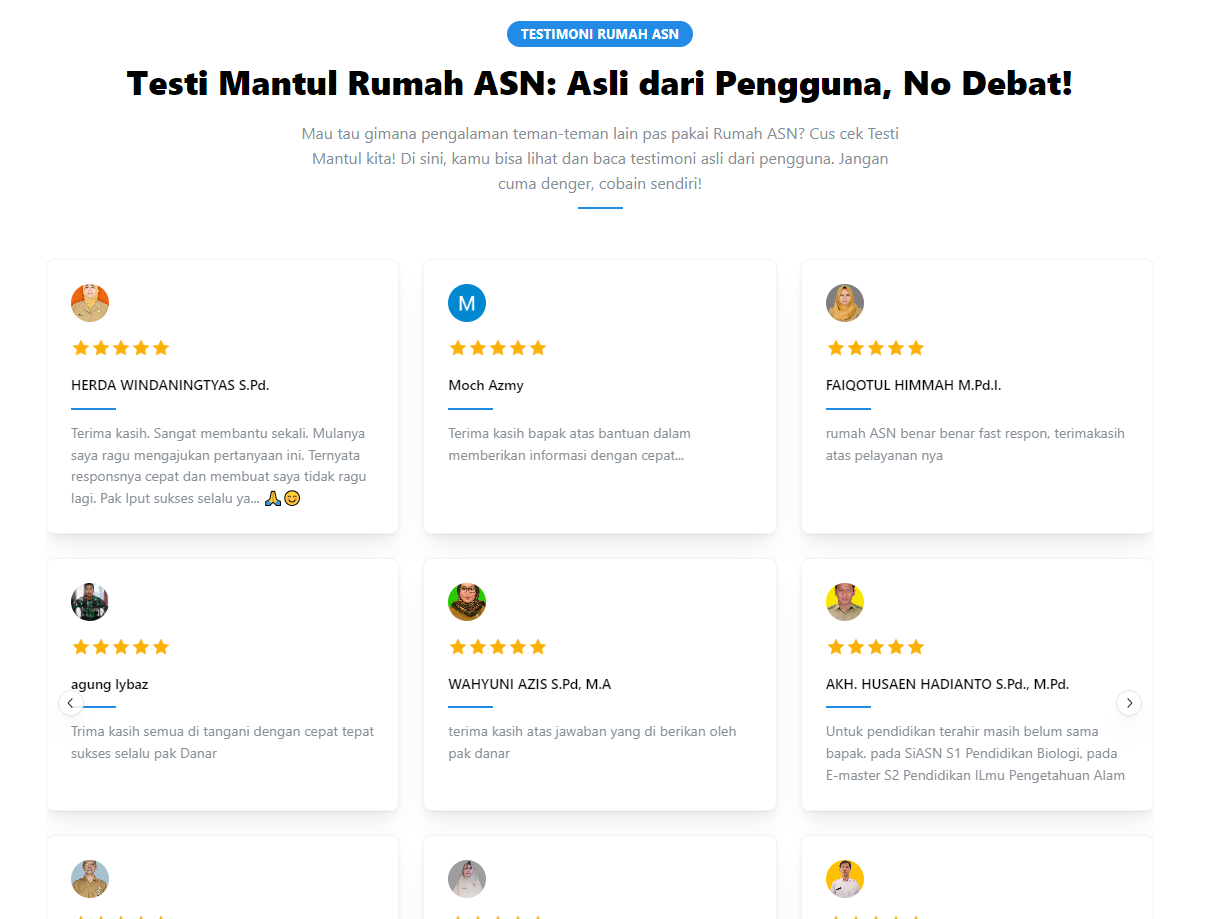 TESTIMONI RUMAH ASN
Testi Mantul Rumah ASN: Asli dari Pengguna, No Debat!
Mau tau gimana pengalaman teman-teman lain pas pakai Rumah ASN? Cus cek Testi
Mantul kita! Di sini, kamu bisa lihat dan baca testimoni asli dari pengguna. Jangan
cuma denger, cobain sendiri!
HERDA WINDANINGTYAS S.Pd.
Terima kasih. Sangat membantu sekali. Mulanya
saya ragu mengajukan pertanyaan ini. Ternyata
responsnya cepat dan membuat saya tidak ragu
lagi. Pak Iput sukses selalu ya... 🙏😊
M
Moch Azmy
Terima kasih bapak atas bantuan dalam
memberikan informasi dengan cepat...
FAIQOTUL HIMMAH M.Pd.I.
rumah ASN benar benar fast respon, terimakasih
atas pelayanan nya
agung lybaz
Trima kasih semua di tangani dengan cepat tepat
sukses selalu pak Danar
WAHYUNI AZIS S.Pd, M.A
terima kasih atas jawaban yang di berikan oleh
pak danar
AKH. HUSAEN HADIANTO S.Pd., M.Pd.
Untuk pendidikan terahir masih belum sama
bapak. pada SiASN S1 Pendidikan Biologi, pada
E-master S2 Pendidikan ILmu Pengetahuan Alam